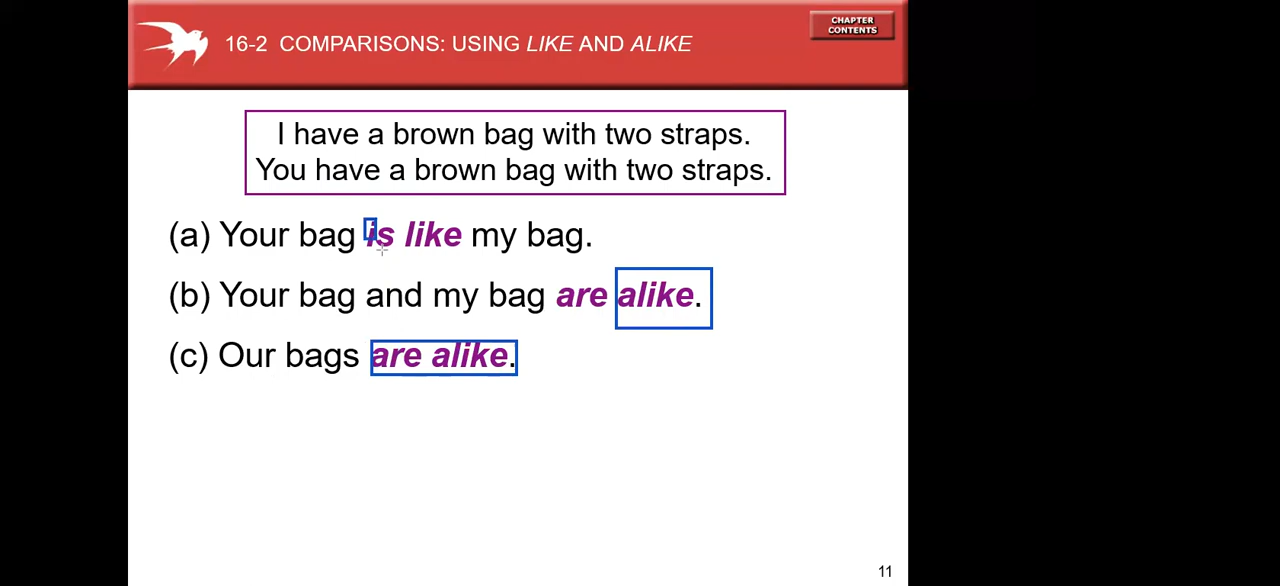 16-2 COMPARISONS: USING LIKE AND ALIKE
CHAPTER
CONTENTS
I have a brown bag with two straps.
You have a brown bag with two straps.
(a) Your bag is like my bag.
(b) Your bag and my bag are alike.
(c) Our bags are alike.
11